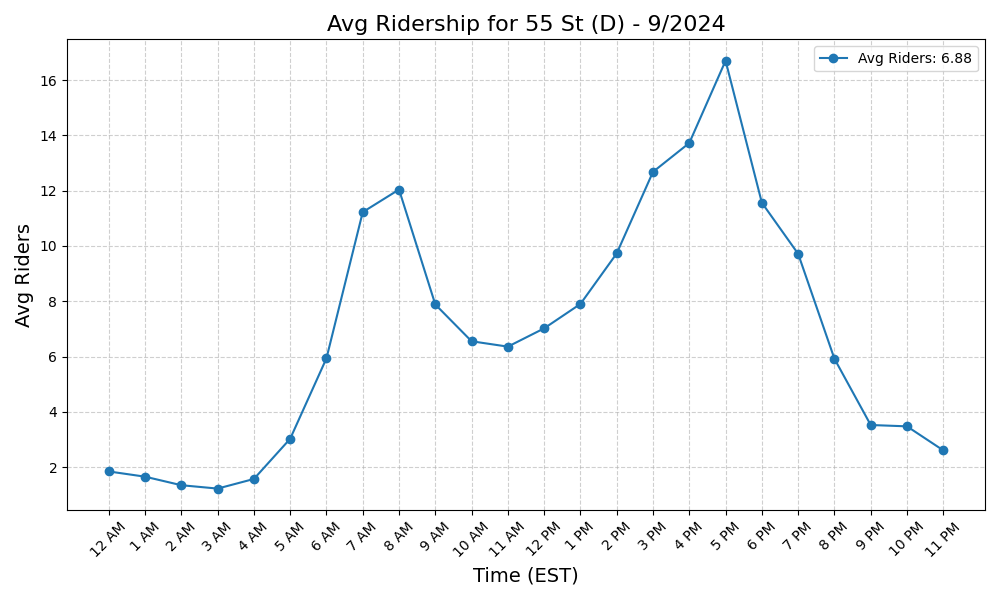 Avg Ridership for 55 St (D) - 9/2024
Avg Riders: 6.88
Avg Riders
16
14
12
10
8
6
4
2
12 AM
1 AM
2 AM
3 AM
4 AM
5 AM
6 AM
7 AM
8 AM
9 AM
10 AM
11 AM
12 PM
1 PM
2 PM
3 PM
4 PM
5 PM
6 PM
7 PM
8 PM
9 PM
10 PM
11 PM
Time (EST)